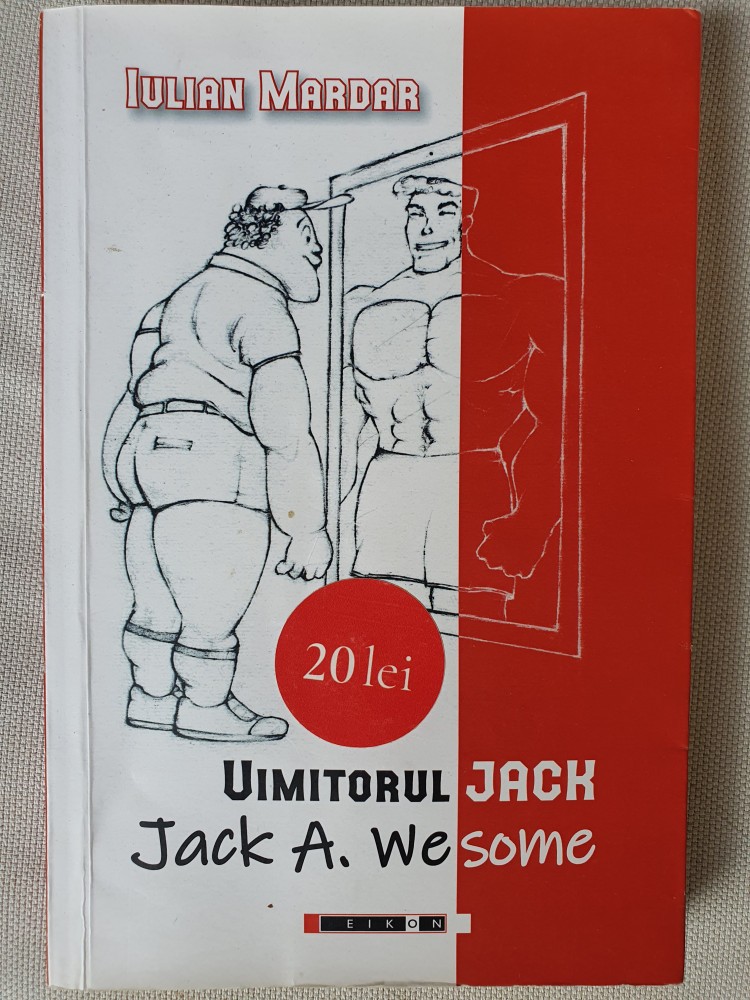 IULIAN MARDAR
20 lei
UIMITORUL JACK
Jack A. Wesome
EIKON